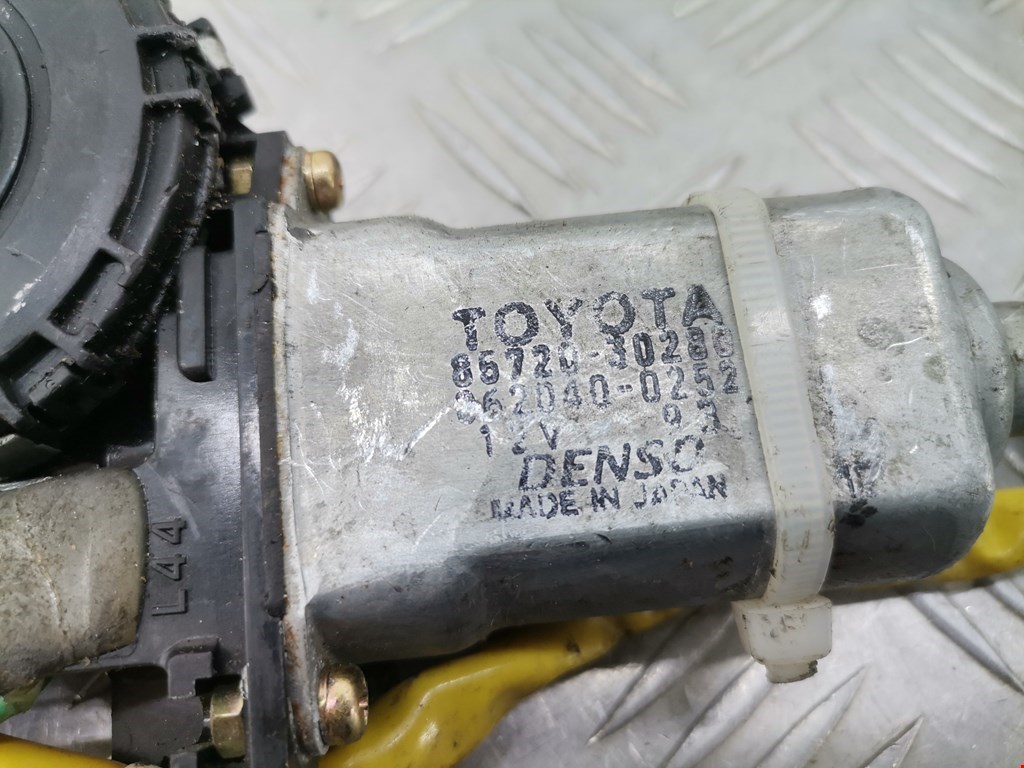 TOYOTA
85720-30280
062040-0252
12V
DENSO
MADE IN JAPAN
L44